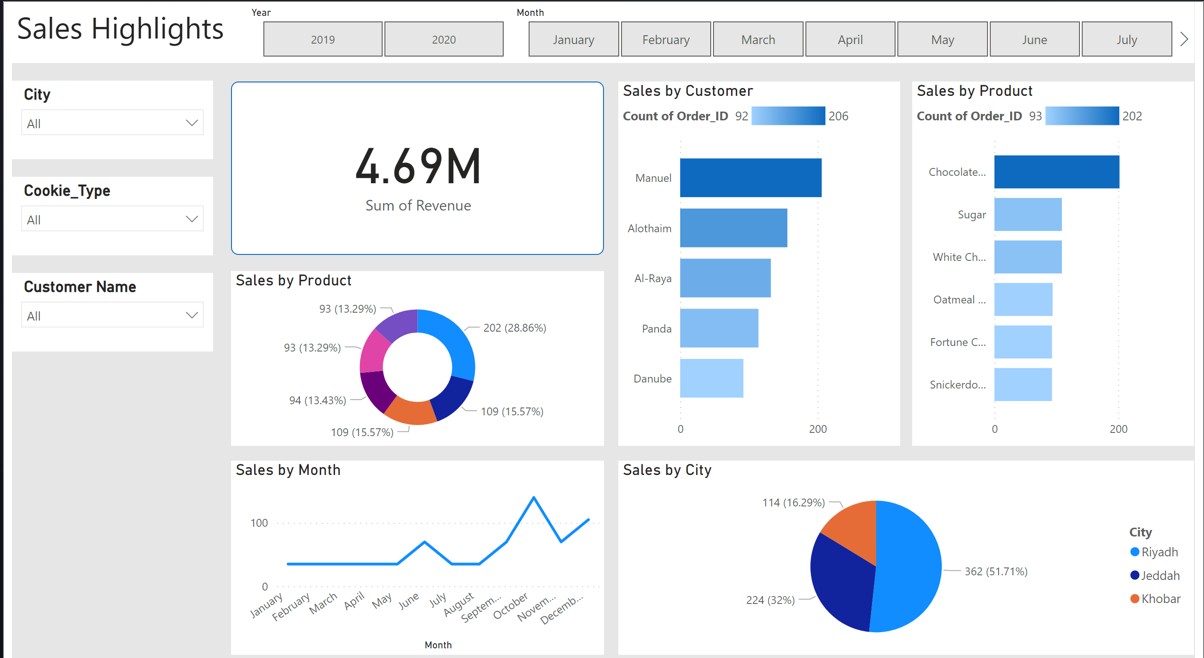 Sales Highlights
Year
2019
2020
Month
January
February
March
April
May
June
July
City
All
Cookie_Type
All
Customer Name
All
4.69M
Sum of Revenue
Sales by Customer
Count of Order_ID 92 206
Manuel
Alothaim
Al-Raya
Panda
Danube
0 200
Sales by Product
Count of Order_ID 93 202
Chocolate...
Sugar
White Ch...
Oatmeal ...
Fortune C...
Snickerdo...
0 200
Sales by Product
93 (13.29%)
202 (28.86%)
93 (13.29%)
94 (13.43%)
109 (15.57%)
109 (15.57%)
Sales by Month
100
0
January
February
March
April
May
June
July
August
Septem...
October
Novem...
Decemb...
Month
Sales by City
114 (16.29%)
362 (51.71%)
224 (32%)
City
Riyadh
Jeddah
Khobar